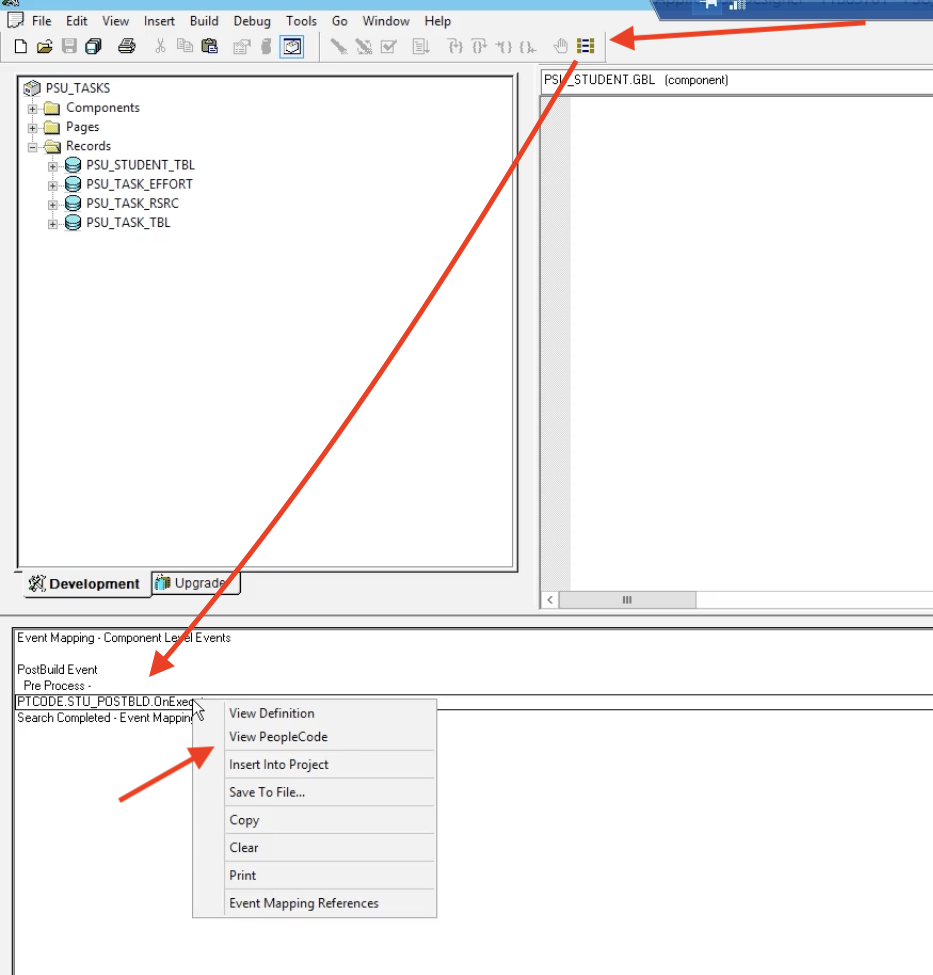 File Edit View Insert Build Debug Tools Go Window Help
PSU_TASKS
Components
Pages
Records
PSU_STUDENT_TBL
PSU_TASK_EFFORT
PSU_TASK_RSRC
PSU_TASK_TBL
Development Upgrade
PSU_STUDENT.GBL (component)
Event Mapping - Component Level Events
PostBuild Event
Pre Process -
PTCODE.STU_POSTBLD.OnExecut
Search Completed - Event Mapping
View Definition
View PeopleCode
Insert Into Project
Save To File...
Copy
Clear
Print
Event Mapping References